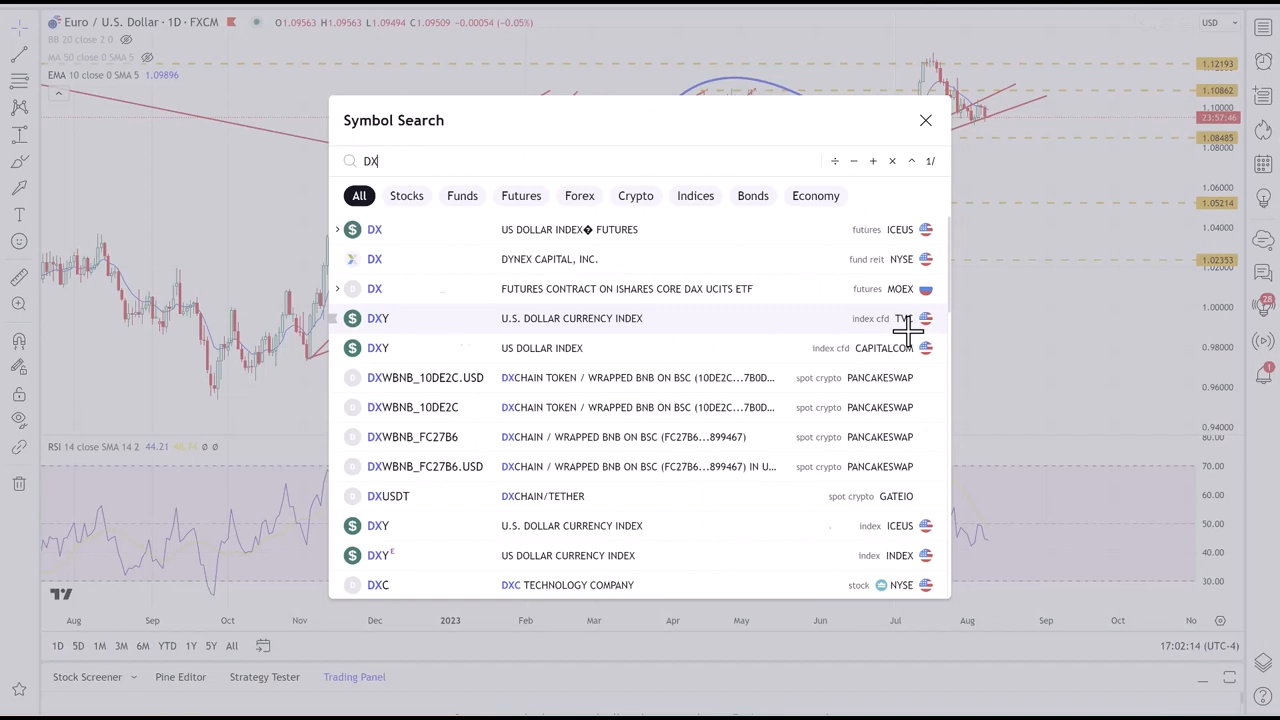 Euro / U.S. Dollar · 1D · FXCM O1.09563 H1.09563 L1.09494 C1.09509 −0.00054 (−0.05%) USD
BB 20 close 2 0
MA 50 close 0 SMA 5
EMA 10 close 0 SMA 5 1.09896
1.12193
1.10862
1.10000
23:57:46
1.08485
1.08000
1.06000
1.05214
1.04000
1.02353
1.00000
0.98000
0.96000
0.94000
Symbol Search
DX ÷ − + × ^ 1/
All Stocks Funds Futures Forex Crypto Indices Bonds Economy
DX US DOLLAR INDEX� FUTURES futures ICEUS
DX DYNEX CAPITAL, INC. fund reit NYSE
D DX FUTURES CONTRACT ON ISHARES CORE DAX UCITS ETF futures MOEX
DXY U.S. DOLLAR CURRENCY INDEX index cfd
DXY US DOLLAR INDEX index cfd CAPITALCOM
D DXWBNB_10DE2C.USD DXCHAIN TOKEN / WRAPPED BNB ON BSC (10DE2C...7B0D... spot crypto PANCAKESWAP
D DXWBNB_10DE2C DXCHAIN TOKEN / WRAPPED BNB ON BSC (10DE2C...7B0D... spot crypto PANCAKESWAP
D DXWBNB_FC27B6 DXCHAIN / WRAPPED BNB ON BSC (FC27B6...899467) spot crypto PANCAKESWAP
D DXWBNB_FC27B6.USD DXCHAIN / WRAPPED BNB ON BSC (FC27B6...899467) IN U... spot crypto PANCAKESWAP
D DXUSDT DXCHAIN/TETHER spot crypto GATEIO
DXY U.S. DOLLAR CURRENCY INDEX index ICEUS
DXY E US DOLLAR CURRENCY INDEX index INDEX
D DXC DXC TECHNOLOGY COMPANY stock NYSE
RSI 14 close SMA 14 2 44.21 Ø Ø
80.00
70.00
60.00
50.00
40.00
30.00
28
1
Aug Sep Oct Nov Dec 2023 Feb Mar Apr May Jun Jul Aug Sep Oct No
1D 5D 1M 3M 6M YTD 1Y 5Y All 17:02:14 (UTC-4)
Stock Screener Pine Editor Strategy Tester Trading Panel